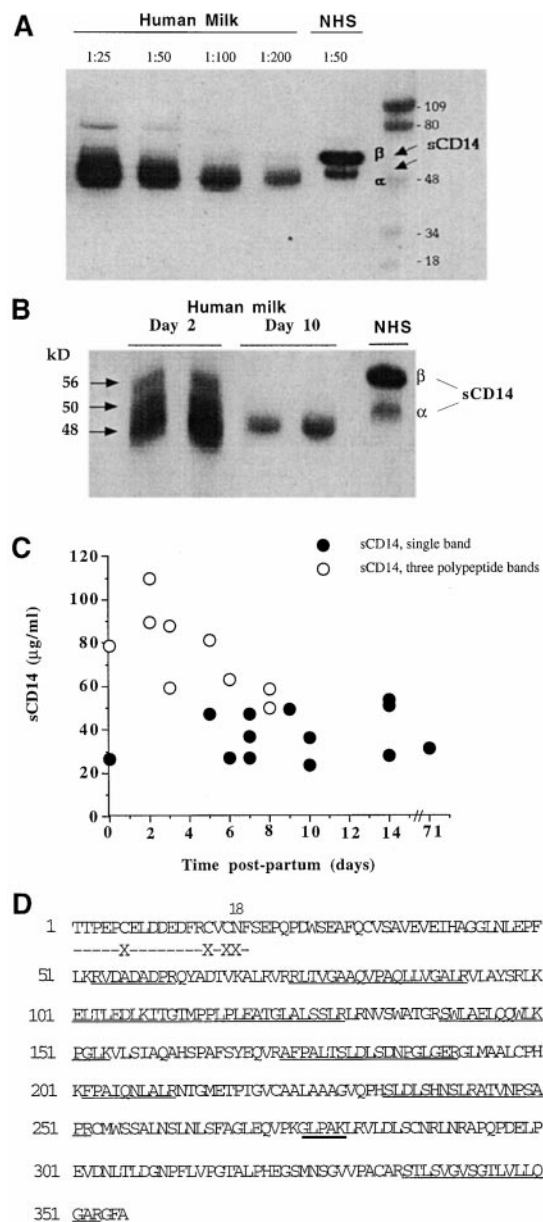 A
Human Milk NHS
1:25 1:50 1:100 1:200 1:50
- 109
- 80
β sCD14
α - 48
- 34
- 18
B
Human milk
Day 2 Day 10 NHS
kD
56 β
50 sCD14
48 α
C
● sCD14, single band
○ sCD14, three polypeptide bands
120
100
80
60
40
20
0
sCD14 (µg/ml)
0 2 4 6 8 10 12 14 71
Time post-partum (days)
D
18
1 TTPEPCELDDEDFRCVCNFSEPQPDWSEAFQCVSAVEVEIHAGGLNLEPF
------X--------X-XX-
51 LKRVDADADPRQYADTVKALRVRRLTVGAAQVPAQLLVGALRVLAYSRLK
101 ELTLEDLKITGTMPPLPLEATGLALSSLRLRNVSWATGRSWLAELQQWLK
151 PGLKVLSIAQAHSPAFSYEQVRAFPALTSLDLSDNPGLGERGLMAALCPH
201 KFPAIQNLALRNTGMETPTGVCAALAAAGVQPHSLDLSHNSLRATVNPSA
251 PRCMWSSALNSLNLSFAGLEQVPKGLPAKLRVLDLSCNRLNRAPQPDELP
301 EVDNLTLDGNPFLVPGTALPHEGSMNSGVVPACARSTLSVGVSGTLVLLQ
351 GARGFA